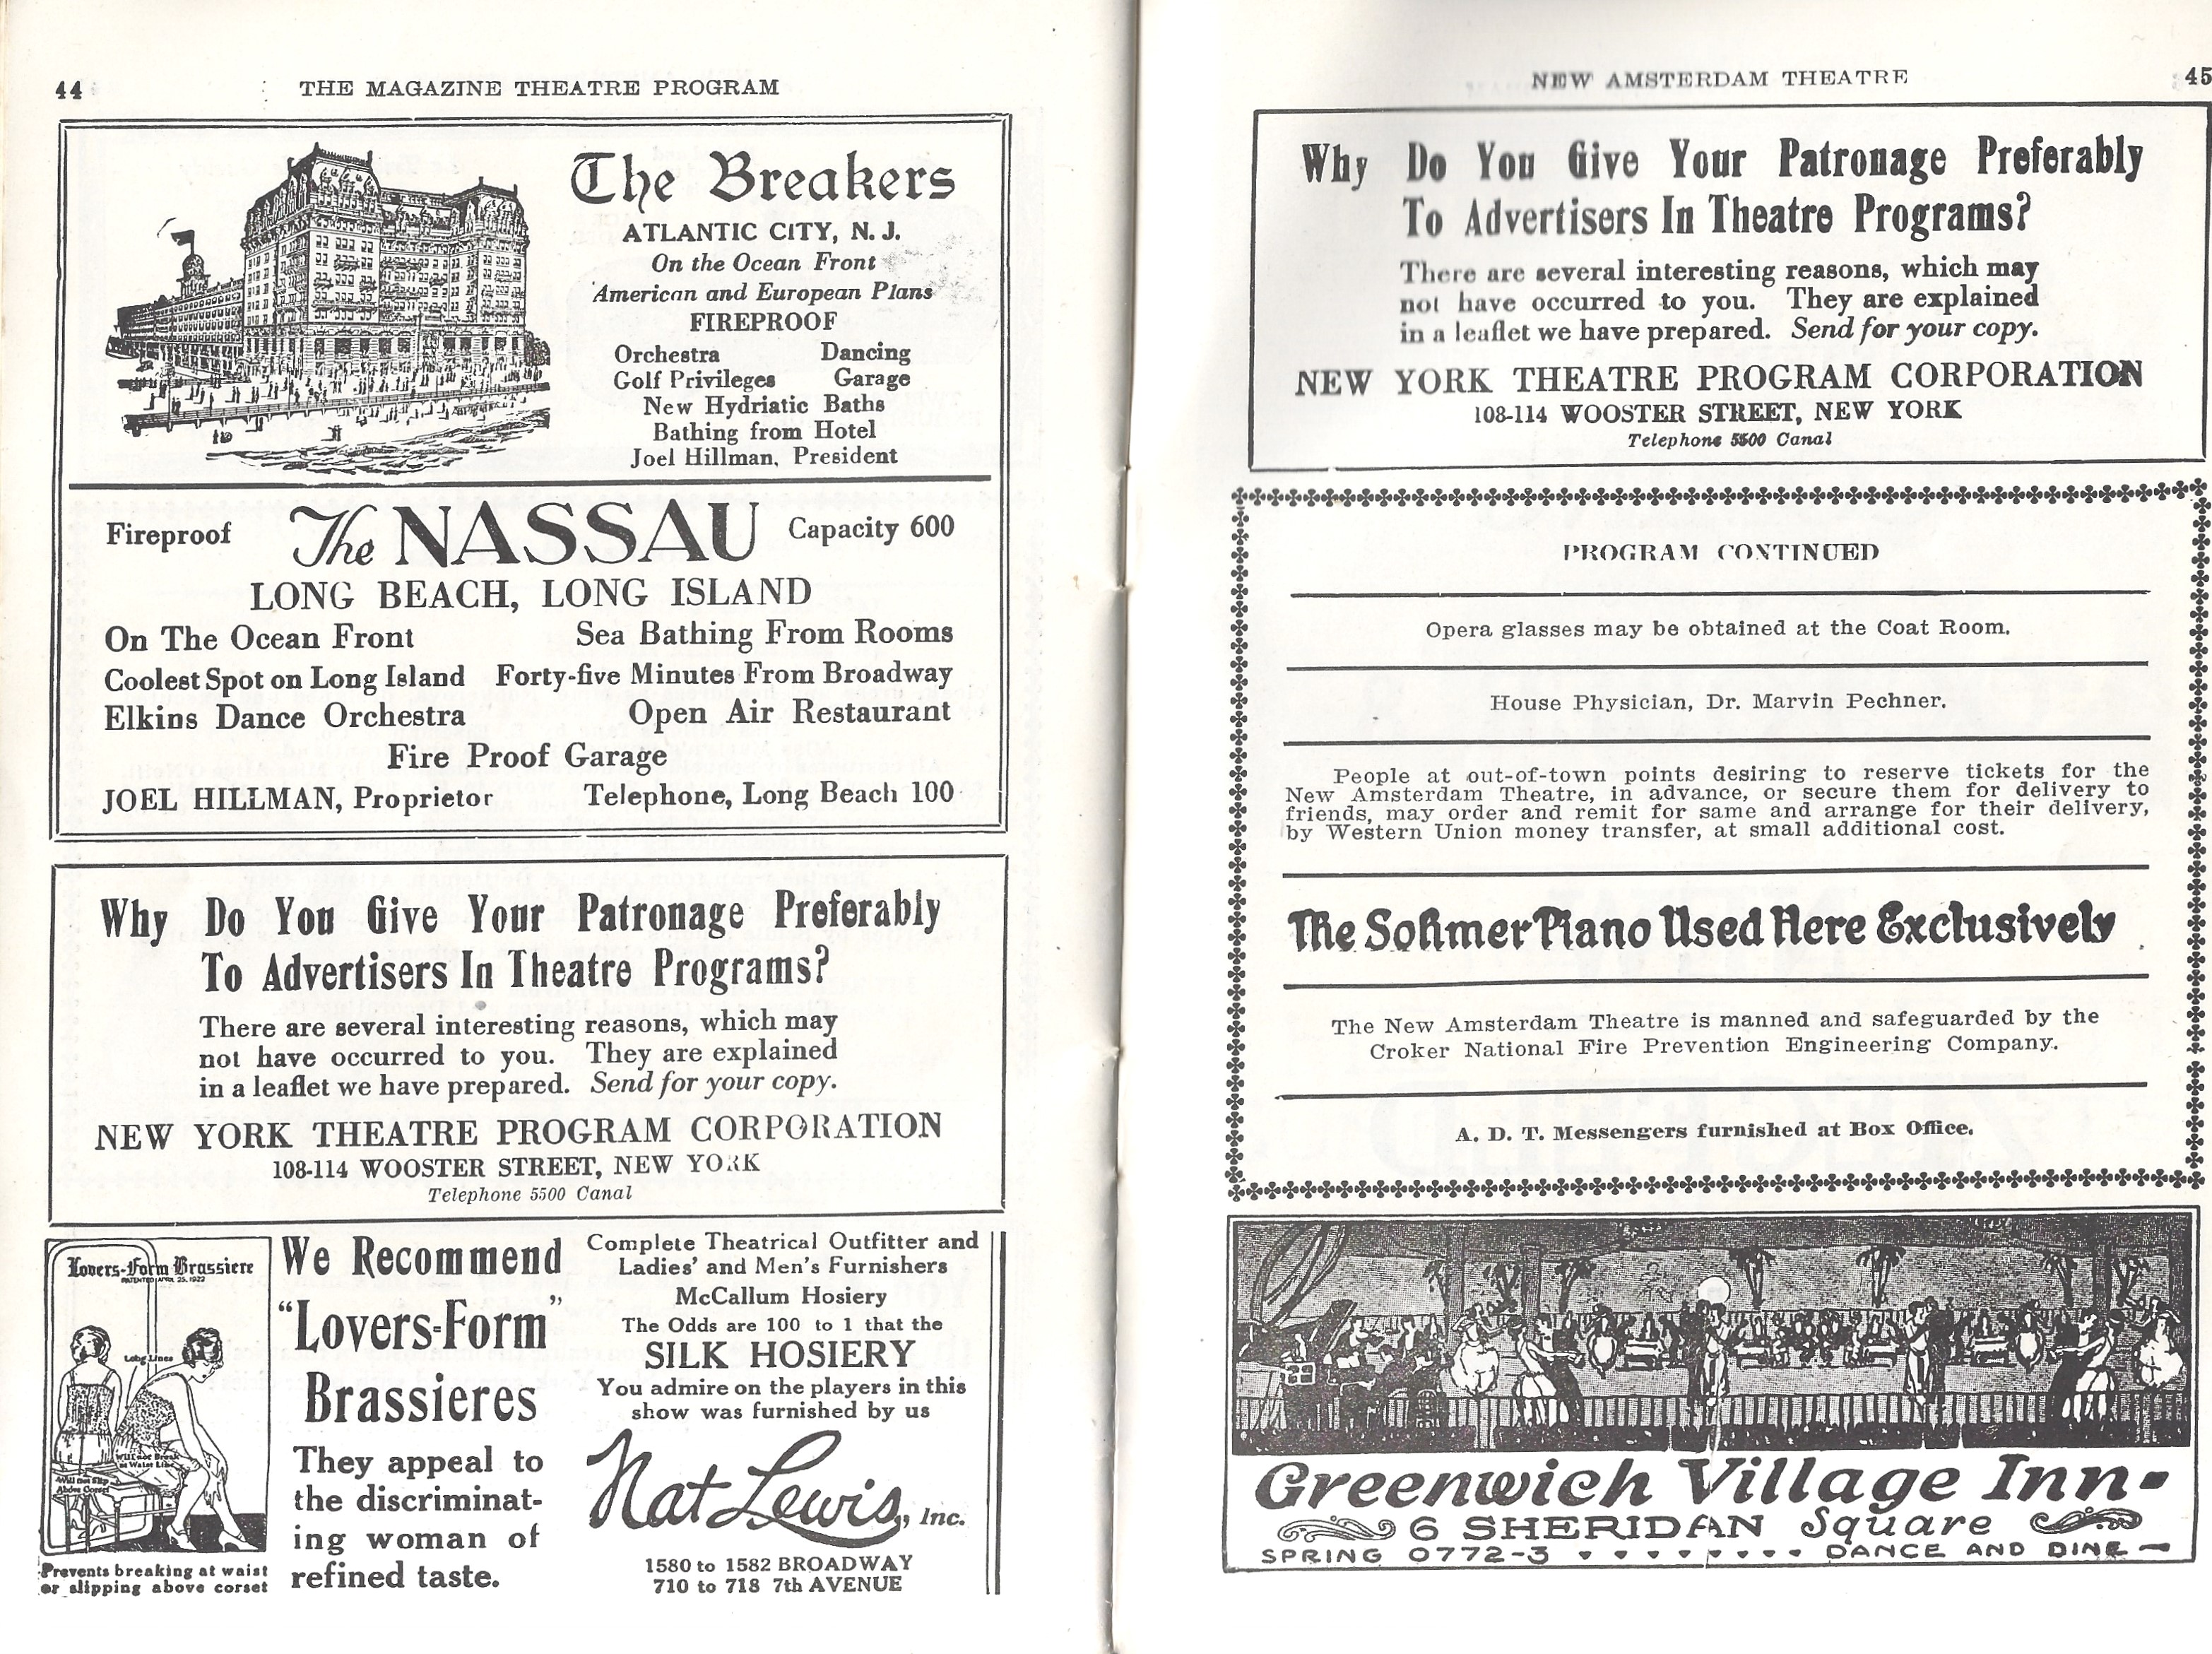 44
THE MAGAZINE THEATRE PROGRAM
The Breakers
ATLANTIC CITY, N. J.
On the Ocean Front
American and European Plans
FIREPROOF
Orchestra Dancing
Golf Privileges Garage
New Hydriatic Baths
Bathing from Hotel
Joel Hillman, President
Fireproof The NASSAU Capacity 600
LONG BEACH, LONG ISLAND
On The Ocean Front Sea Bathing From Rooms
Coolest Spot on Long Island Forty-five Minutes From Broadway
Elkins Dance Orchestra Open Air Restaurant
Fire Proof Garage
JOEL HILLMAN, Proprietor Telephone, Long Beach 100
Why Do You Give Your Patronage Preferably
To Advertisers In Theatre Programs?
There are several interesting reasons, which may
not have occurred to you. They are explained
in a leaflet we have prepared. Send for your copy.
NEW YORK THEATRE PROGRAM CORPORATION
108-114 WOOSTER STREET, NEW YORK
Telephone 5500 Canal
Lovers-Form Brassiere
PATENTED APRIL 25, 1922
Long Lines
Will not Break
at Waist Line
Will not Slip
Above Corset
Prevents breaking at waist
or slipping above corset
We Recommend
"Lovers-Form"
Brassieres
They appeal to
the discriminat-
ing woman of
refined taste.
Complete Theatrical Outfitter and
Ladies' and Men's Furnishers
McCallum Hosiery
The Odds are 100 to 1 that the
SILK HOSIERY
You admire on the players in this
show was furnished by us
Nat Lewis, Inc.
1580 to 1582 BROADWAY
710 to 718 7th AVENUE
NEW AMSTERDAM THEATRE
45
Why Do You Give Your Patronage Preferably
To Advertisers In Theatre Programs?
There are several interesting reasons, which may
not have occurred to you. They are explained
in a leaflet we have prepared. Send for your copy.
NEW YORK THEATRE PROGRAM CORPORATION
108-114 WOOSTER STREET, NEW YORK
Telephone 5500 Canal
PROGRAM CONTINUED
Opera glasses may be obtained at the Coat Room.
House Physician, Dr. Marvin Pechner.
People at out-of-town points desiring to reserve tickets for the
New Amsterdam Theatre, in advance, or secure them for delivery to
friends, may order and remit for same and arrange for their delivery,
by Western Union money transfer, at small additional cost.
The Sohmer Piano Used Here Exclusively
The New Amsterdam Theatre is manned and safeguarded by the
Croker National Fire Prevention Engineering Company.
A. D. T. Messengers furnished at Box Office.
Greenwich Village Inn-
6 SHERIDAN Square
SPRING 0772-3 DANCE AND DINE